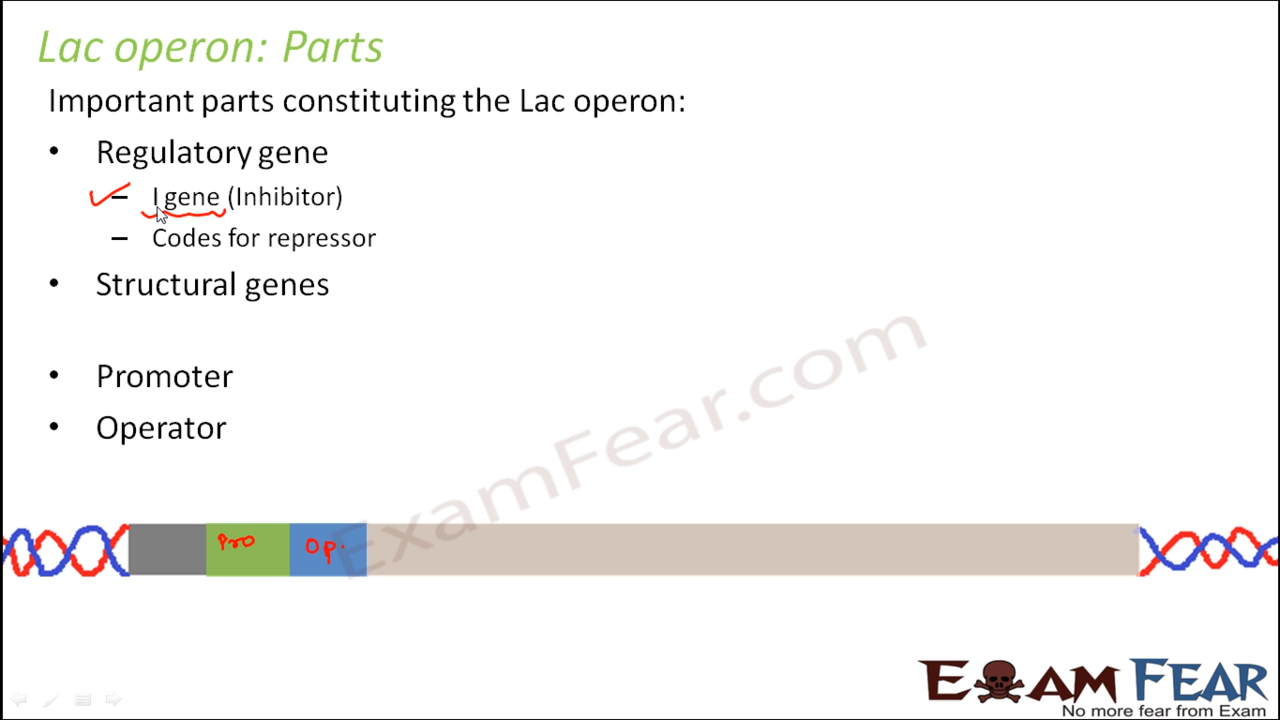 Lac operon: Parts
Important parts constituting the Lac operon:
• Regulatory gene
– I gene (Inhibitor)
– Codes for repressor
• Structural genes
• Promoter
• Operator
ExamFear.com
Pro Op.
EXAM FEAR
No more fear from Exam